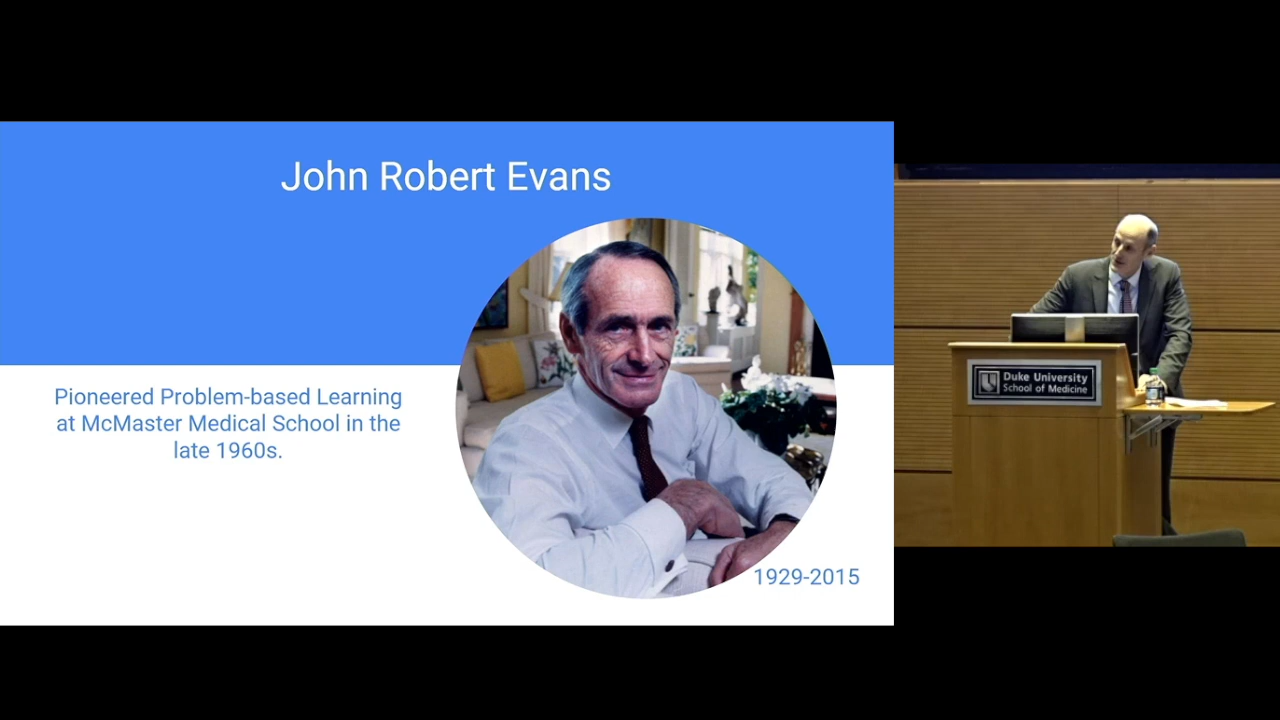 John Robert Evans
Pioneered Problem-based Learning
at McMaster Medical School in the
late 1960s.
1929-2015
Duke University
School of Medicine